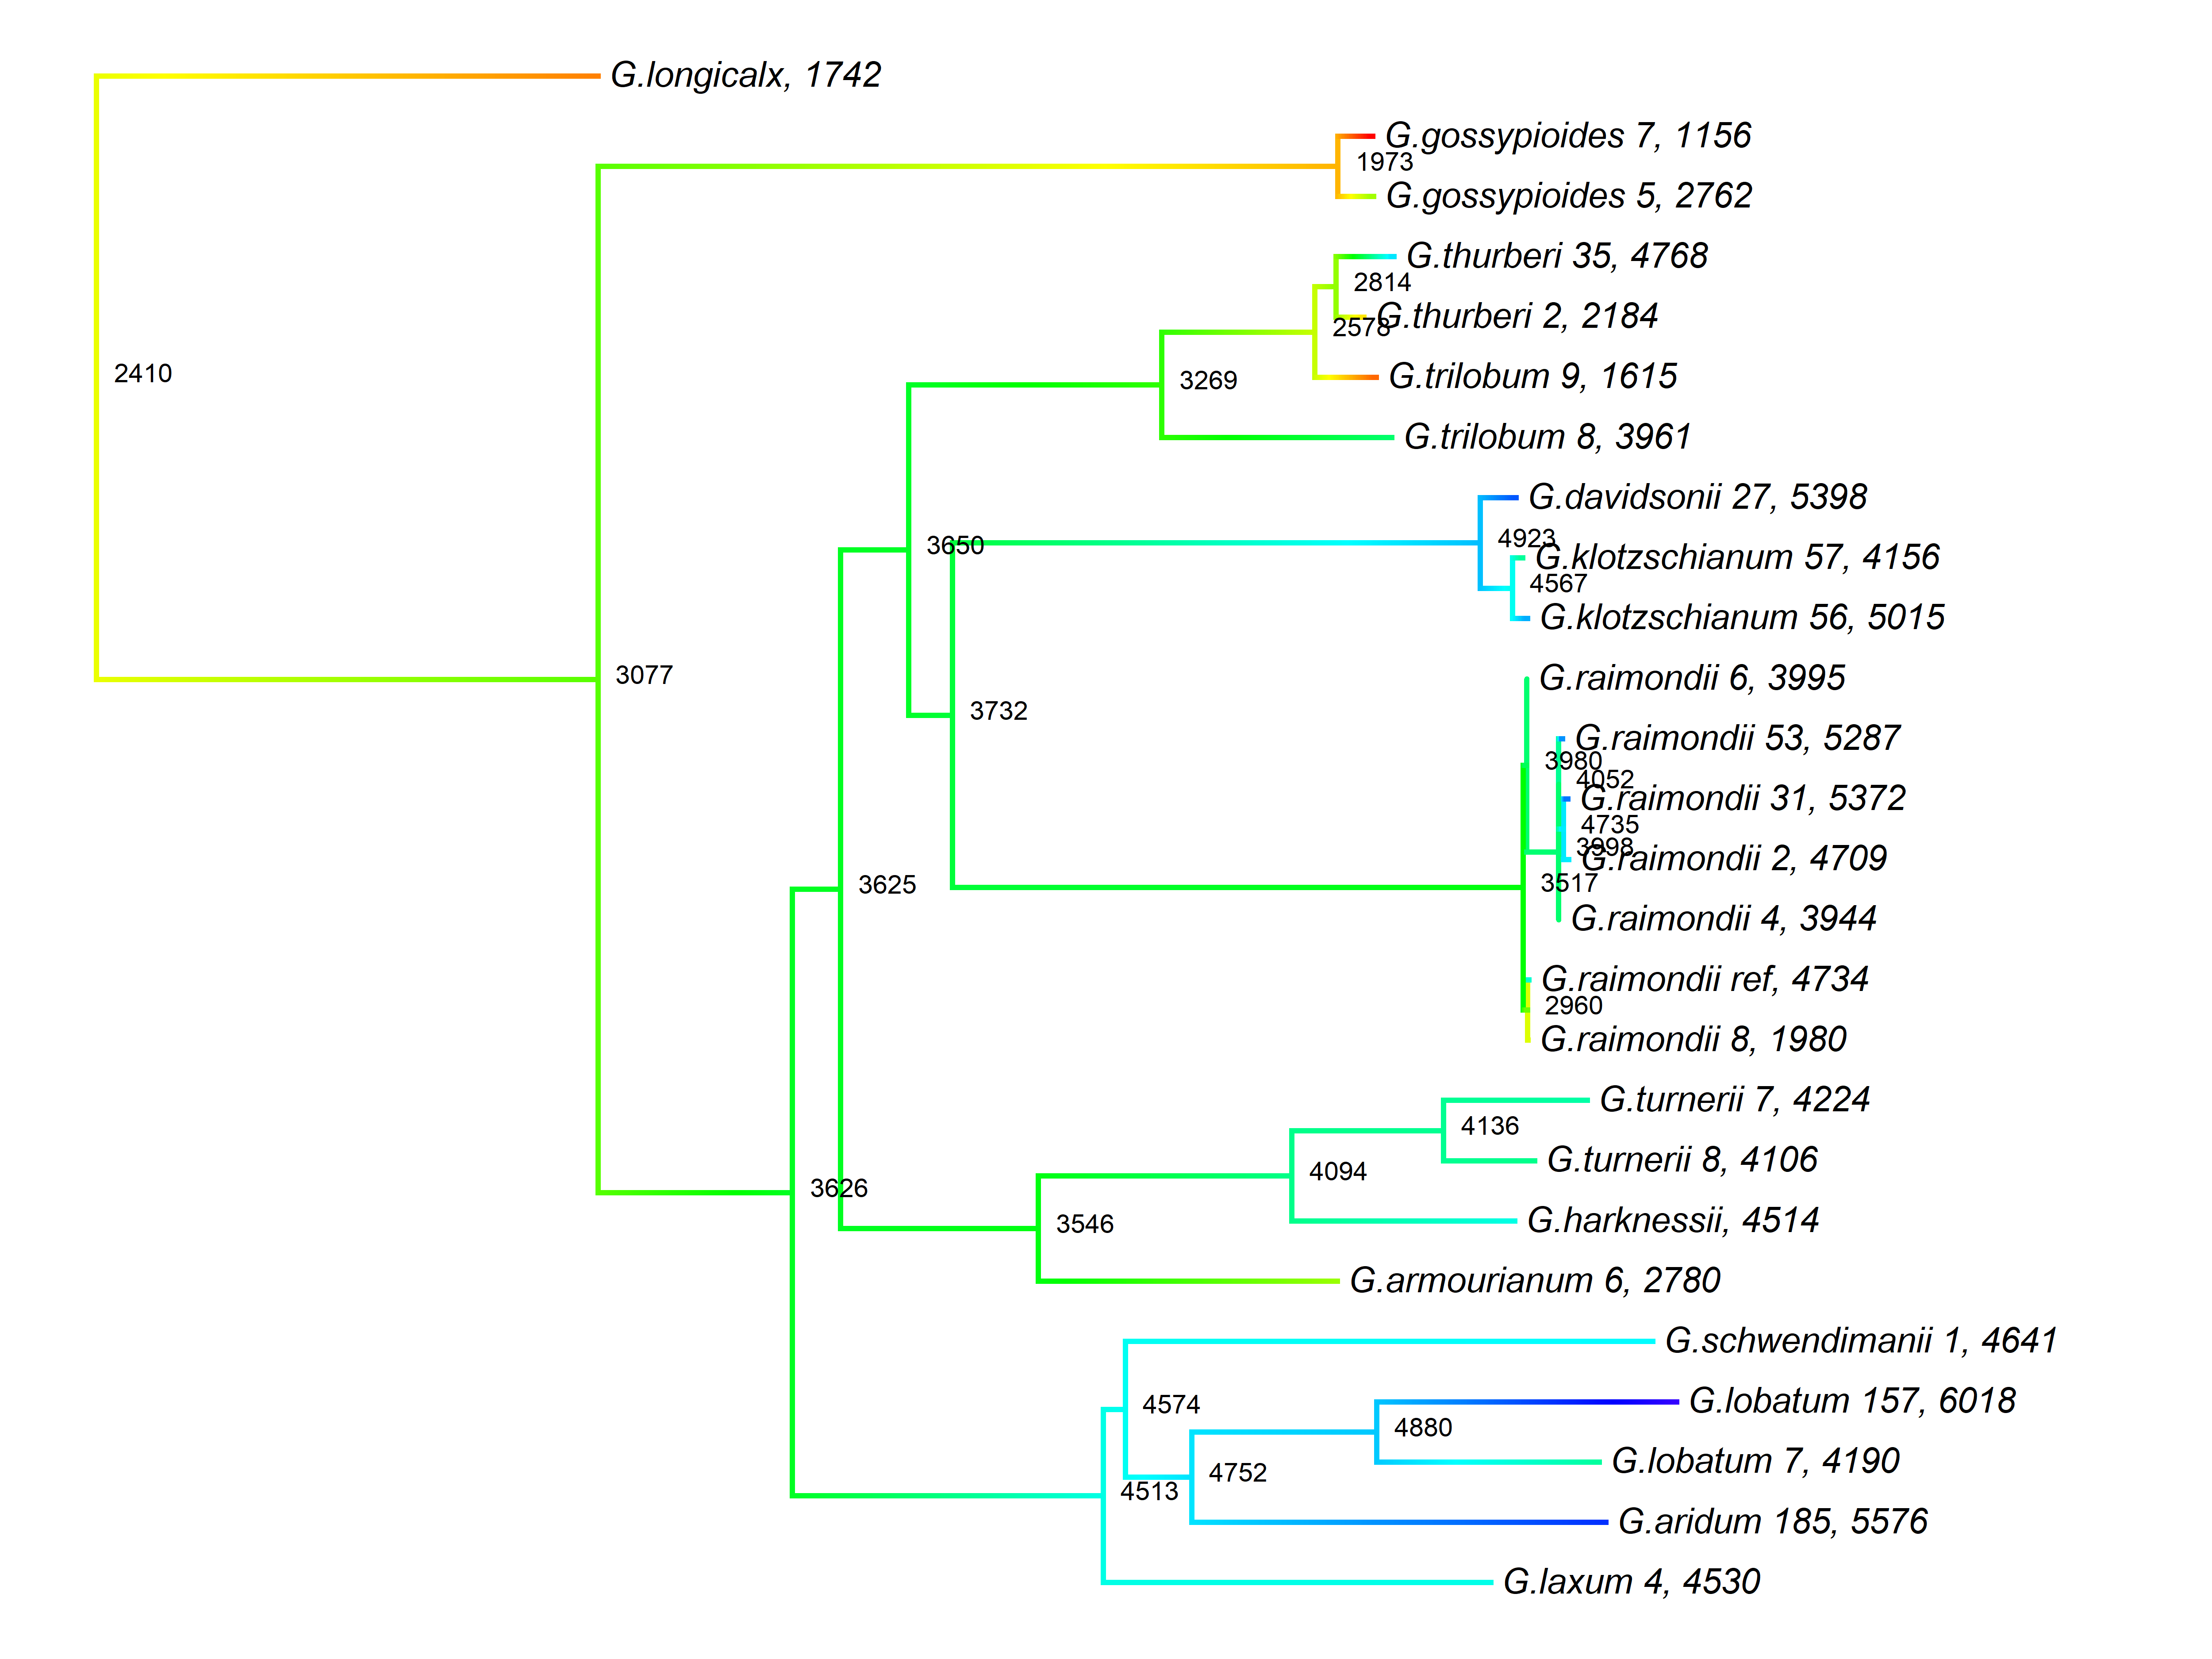 G.longicalx, 1742
G.gossypioides 7, 1156
1973
G.gossypioides 5, 2762
G.thurberi 35, 4768
2814
G.thurberi 2, 2184
2578
2410
G.trilobum 9, 1615
3269
G.trilobum 8, 3961
G.davidsonii 27, 5398
4923
3650
G.klotzschianum 57, 4156
4567
G.klotzschianum 56, 5015
3077
G.raimondii 6, 3995
3732
G.raimondii 53, 5287
3980
4052
G.raimondii 31, 5372
4735
3998
G.raimondii 2, 4709
3625
3517
G.raimondii 4, 3944
G.raimondii ref, 4734
2960
G.raimondii 8, 1980
G.turnerii 7, 4224
4136
G.turnerii 8, 4106
4094
3626
G.harknessii, 4514
3546
G.armourianum 6, 2780
G.schwendimanii 1, 4641
G.lobatum 157, 6018
4574
4880
G.lobatum 7, 4190
4752
4513
G.aridum 185, 5576
G.laxum 4, 4530